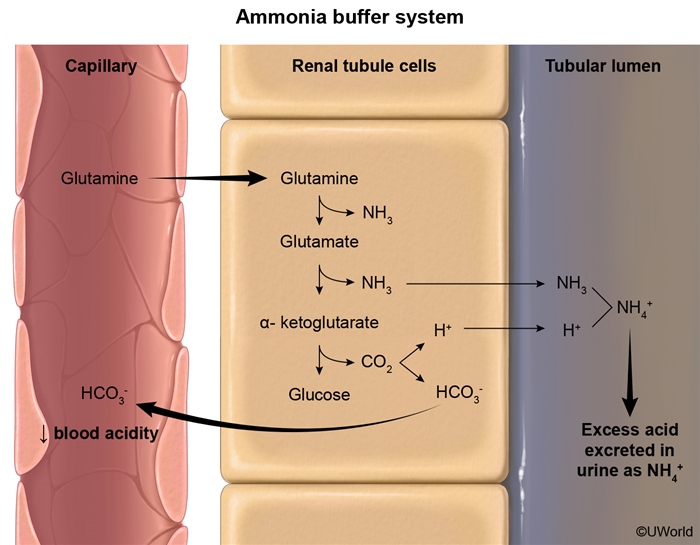 Ammonia buffer system
Capillary
Renal tubule cells
Tubular lumen
Glutamine
Glutamine
NH₃
Glutamate
NH₃
NH₃
NH₄⁺
α- ketoglutarate
H⁺
H⁺
CO₂
HCO₃⁻
Glucose
HCO₃⁻
↓ blood acidity
Excess acid
excreted in
urine as NH₄⁺
©UWorld